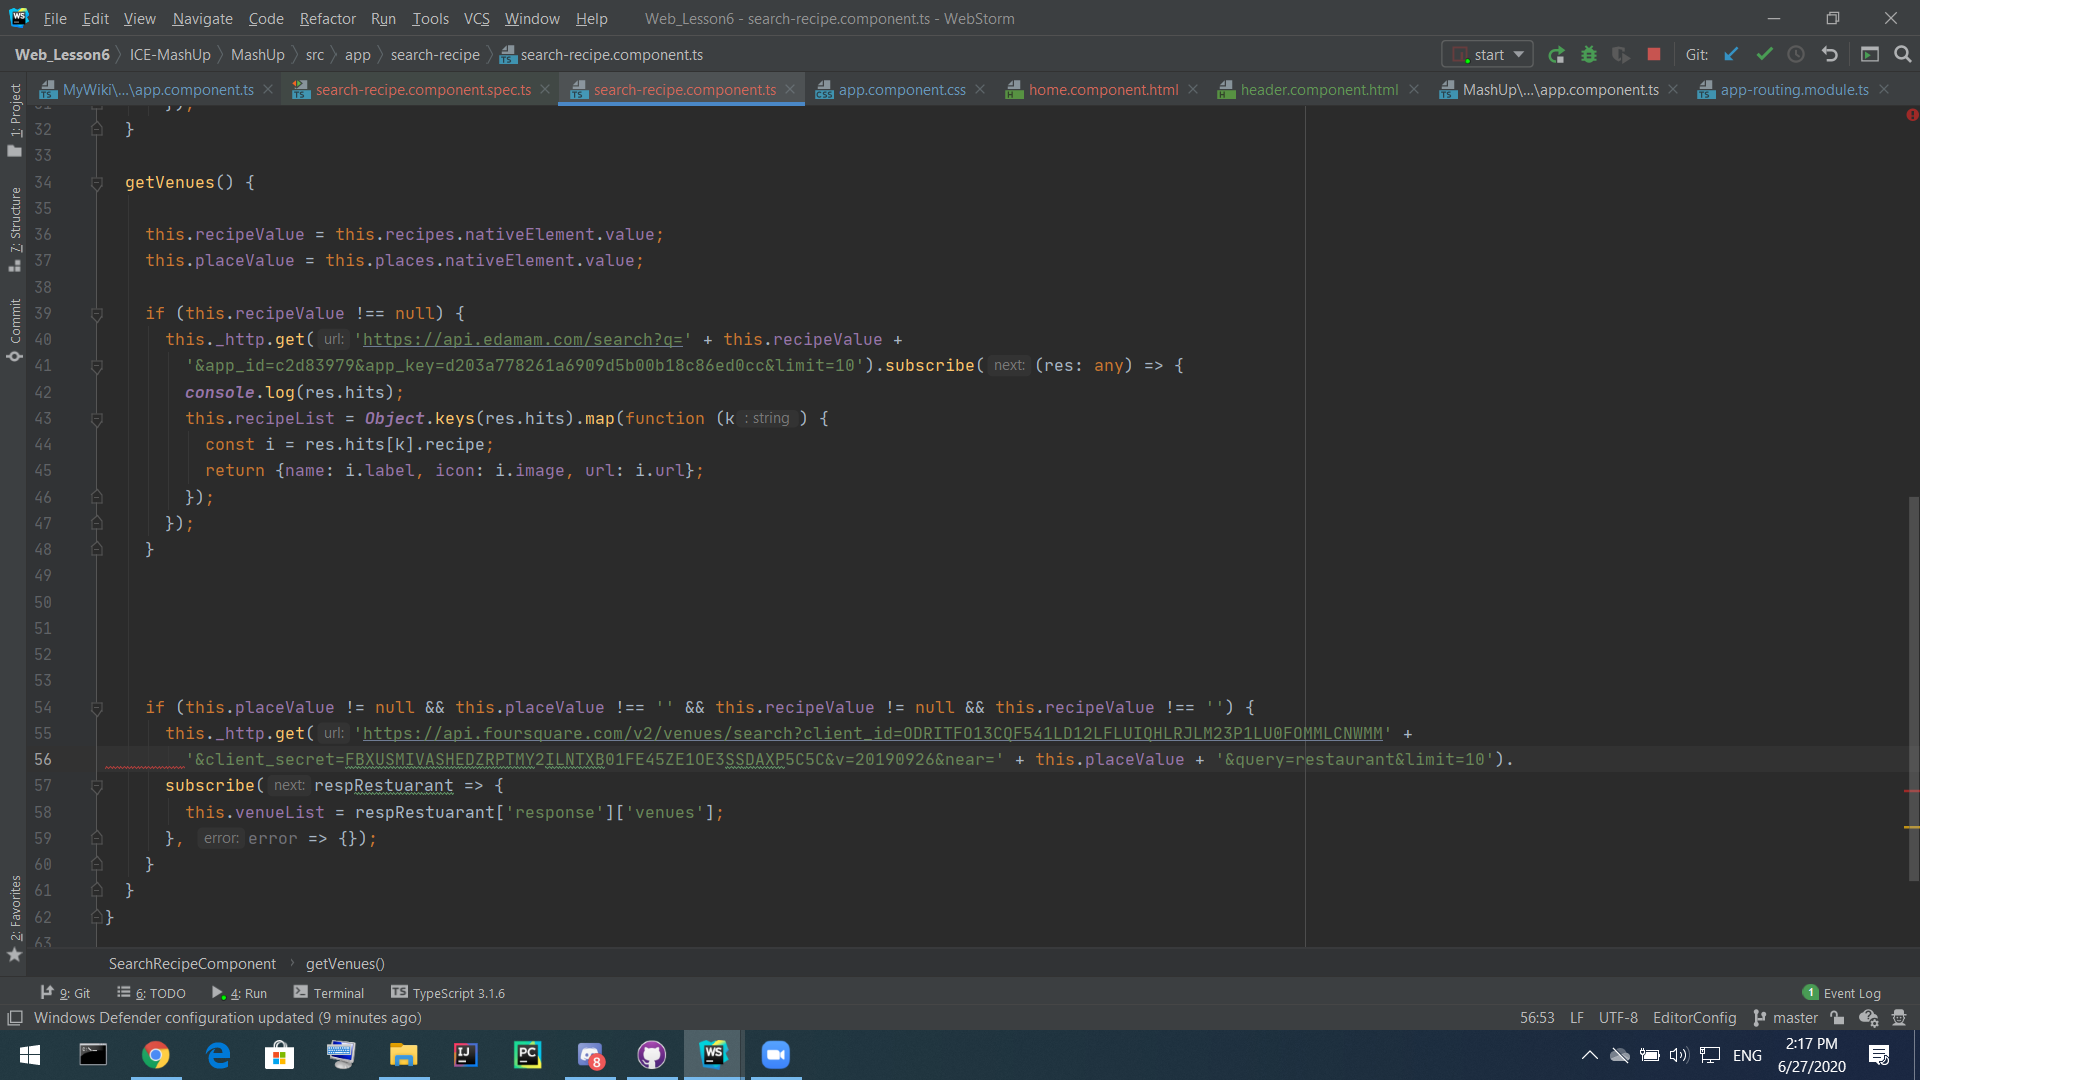 File Edit View Navigate Code Refactor Run Tools VCS Window Help Web_Lesson6 - search-recipe.component.ts - WebStorm
Web_Lesson6 ICE-MashUp MashUp src app search-recipe search-recipe.component.ts start Git:
MyWiki\...\app.component.ts search-recipe.component.spec.ts search-recipe.component.ts app.component.css home.component.html header.component.html MashUp\...\app.component.ts app-routing.module.ts
1: Project
7: Structure
Commit
2: Favorites
31 });
32 }
33
34 getVenues() {
35
36 this.recipeValue = this.recipes.nativeElement.value;
37 this.placeValue = this.places.nativeElement.value;
38
39 if (this.recipeValue !== null) {
40 this._http.get( url: 'https://api.edamam.com/search?q=' + this.recipeValue +
41 '&app_id=c2d83979&app_key=d203a778261a6909d5b00b18c86ed0cc&limit=10').subscribe( next: (res: any) => {
42 console.log(res.hits);
43 this.recipeList = Object.keys(res.hits).map(function (k : string ) {
44 const i = res.hits[k].recipe;
45 return {name: i.label, icon: i.image, url: i.url};
46 });
47 });
48 }
49
50
51
52
53
54 if (this.placeValue != null && this.placeValue !== '' && this.recipeValue != null && this.recipeValue !== '') {
55 this._http.get( url: 'https://api.foursquare.com/v2/venues/search?client_id=ODRITFO13CQF541LD12LFLUIQHLRJLM23P1LU0FOMMLCNWMM' +
56 '&client_secret=FBXUSMIVASHEDZRPTMY2ILNTXB01FE45ZE1OE3SSDAXP5C5C&v=20190926&near=' + this.placeValue + '&query=restaurant&limit=10').
57 subscribe( next: respRestuarant => {
58 this.venueList = respRestuarant['response']['venues'];
59 }, error: error => {});
60 }
61 }
62 }
63
SearchRecipeComponent getVenues()
9: Git 6: TODO 4: Run Terminal TypeScript 3.1.6 1 Event Log
Windows Defender configuration updated (9 minutes ago) 56:53 LF UTF-8 EditorConfig master
8 ENG 2:17 PM
6/27/2020